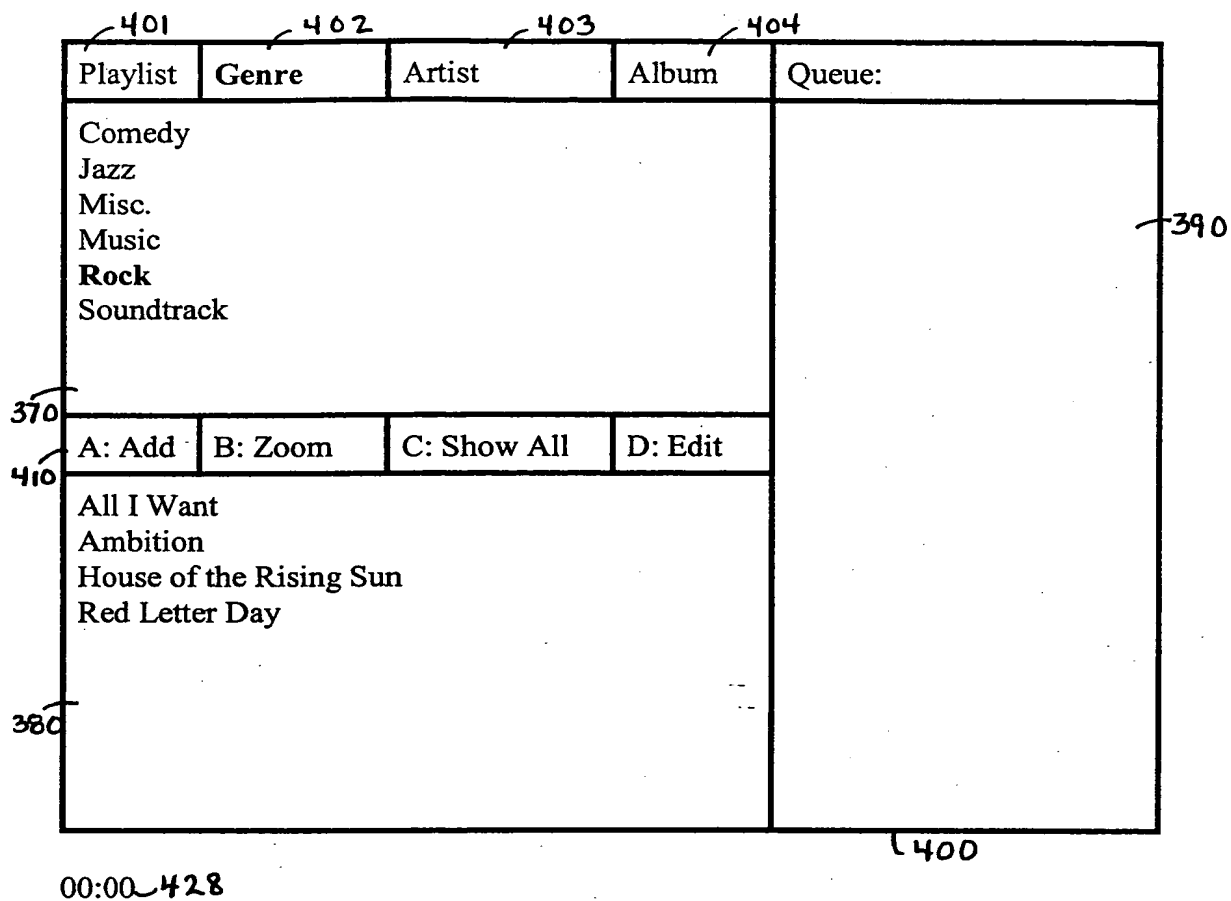 401 402 403 404
Playlist Genre Artist Album Queue:
Comedy
Jazz
Misc.
Music
390
Rock
Soundtrack
370
A: Add B: Zoom C: Show All D: Edit
410
All I Want
Ambition
House of the Rising Sun
Red Letter Day
380
400
00:00 428